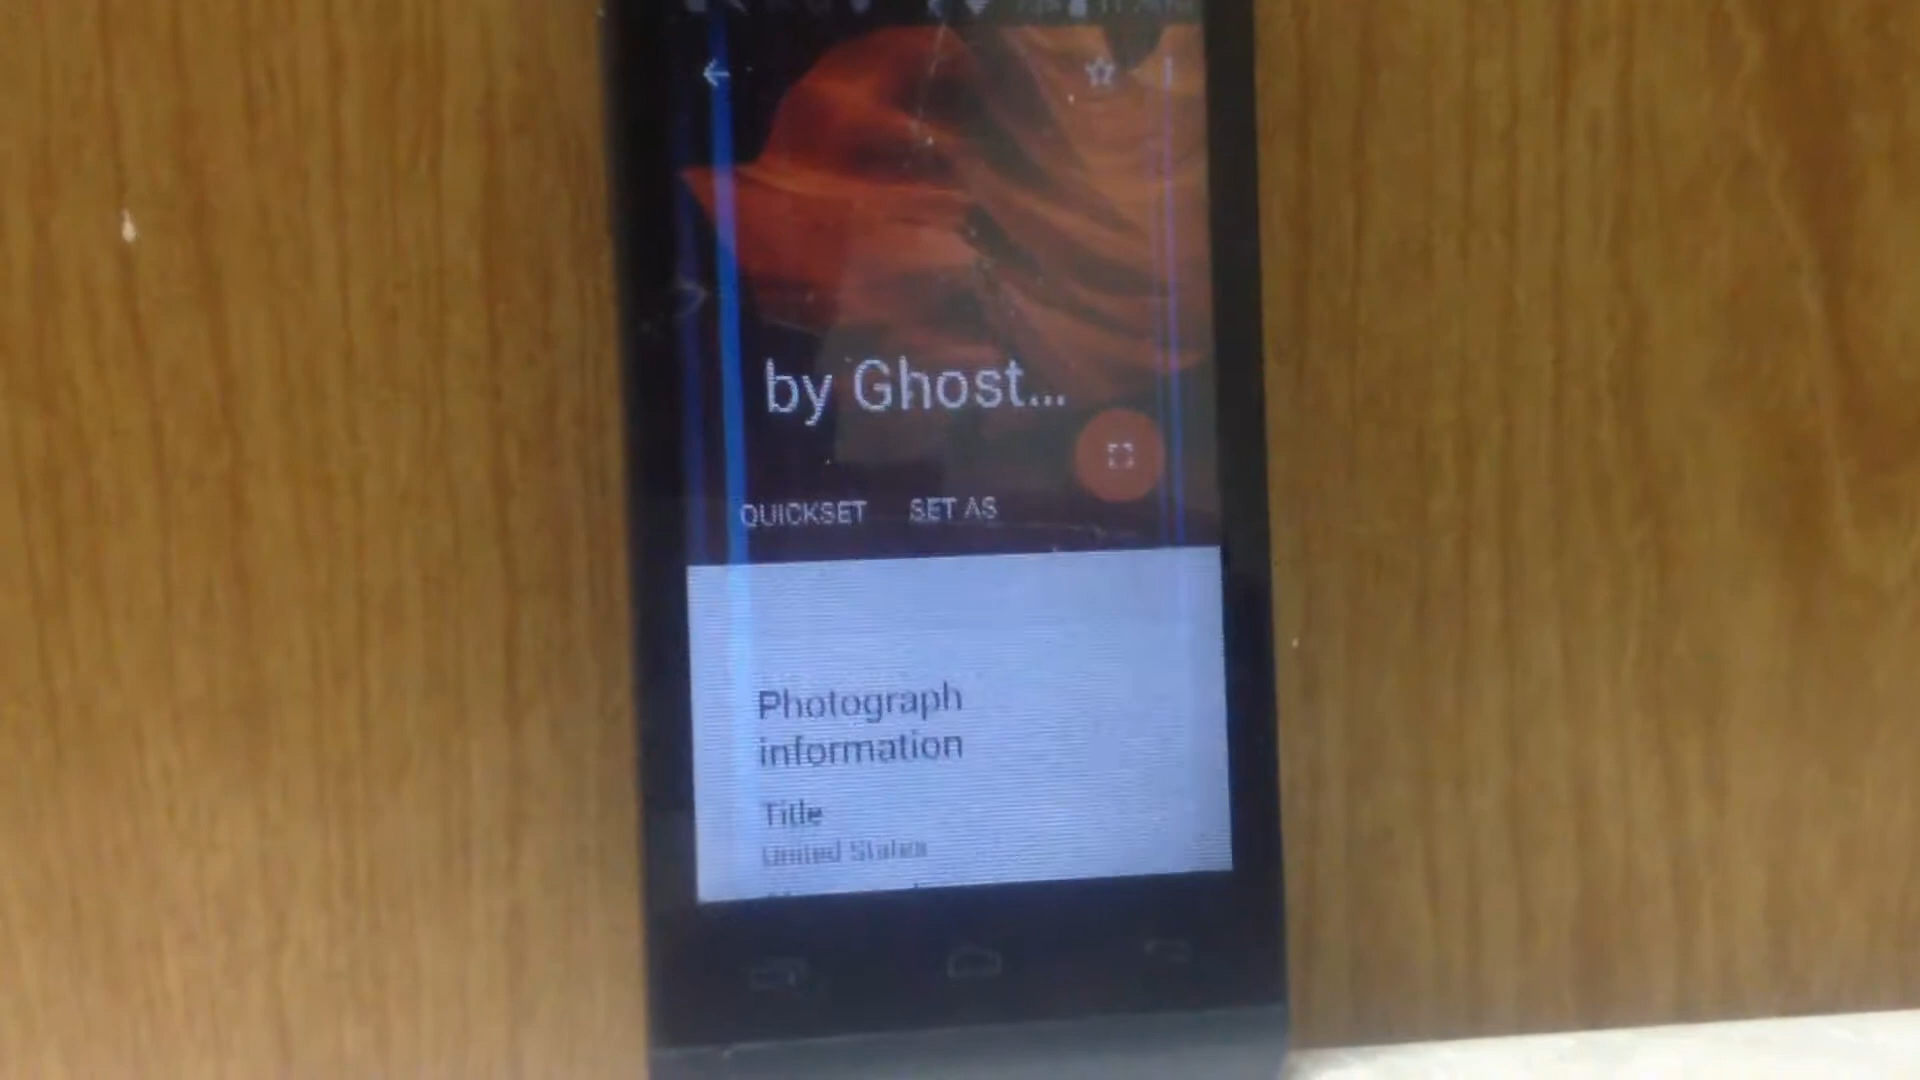 by Ghost...
QUICKSET SET AS
Photograph
information
Title
United States